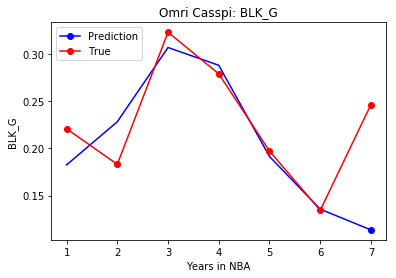 Omri Casspi: BLK_G
Prediction
True
0.30
0.25
0.20
0.15
BLK_G
1 2 3 4 5 6 7
Years in NBA